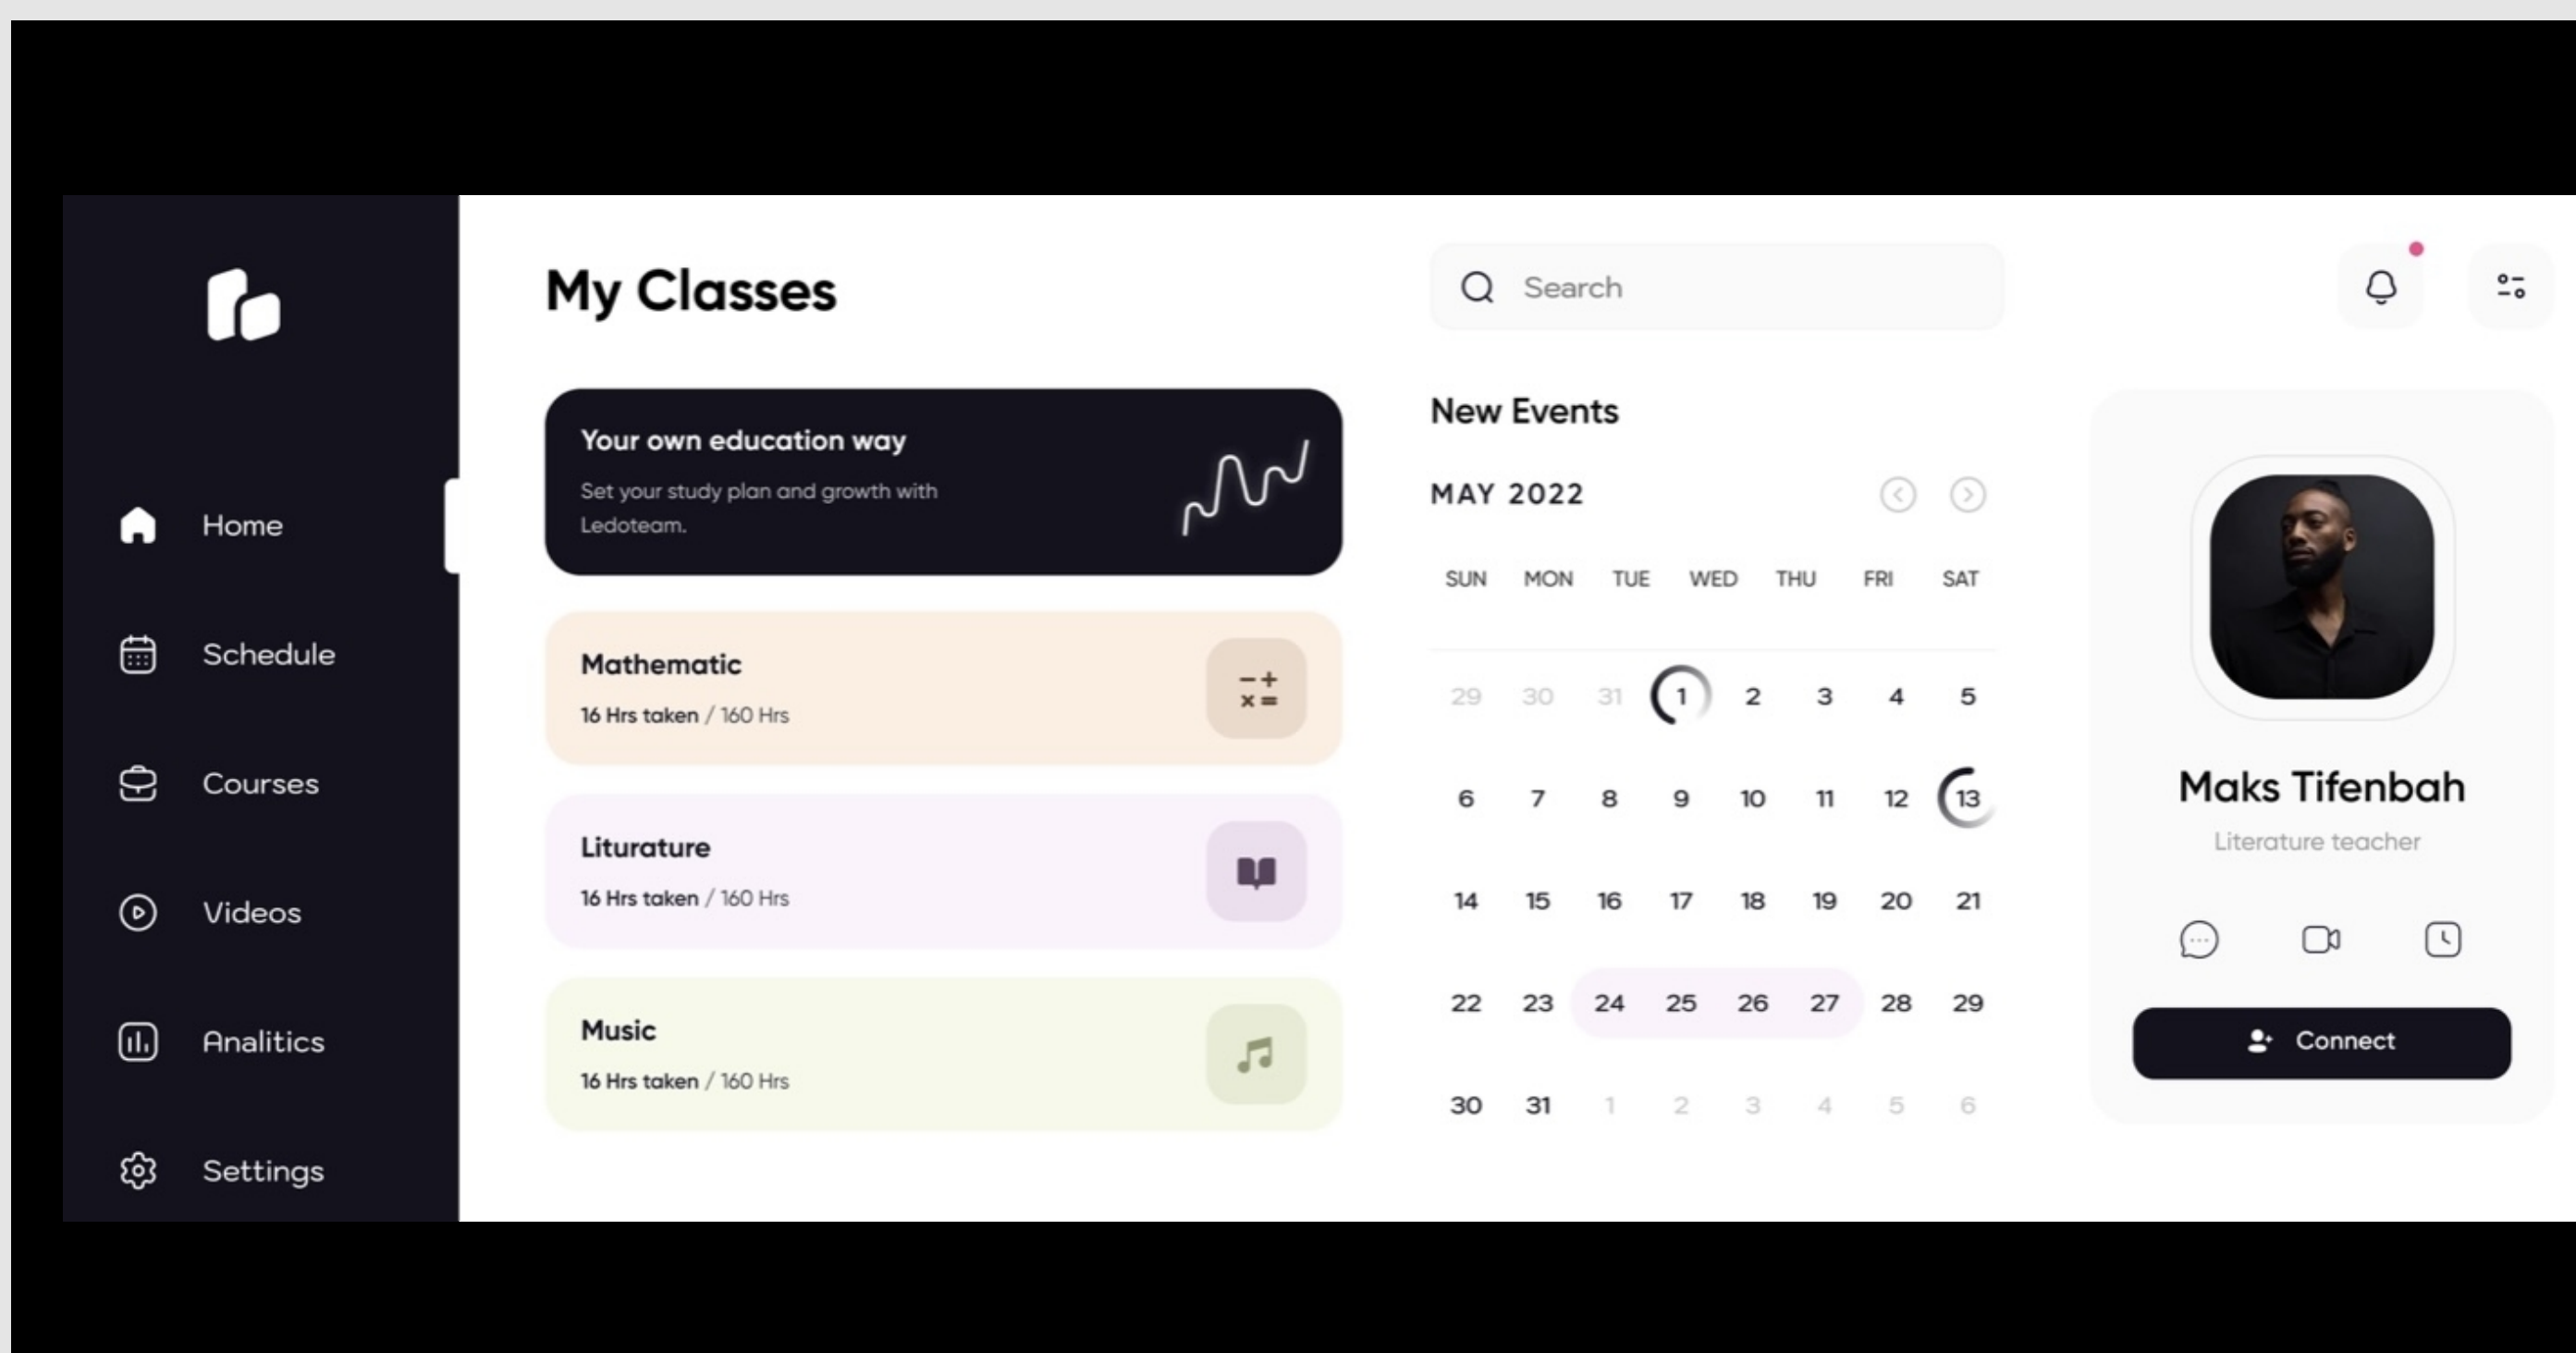 Home
Schedule
Courses
Videos
Analitics
Settings
My Classes
Your own education way
Set your study plan and growth with
Ledoteam.
Mathematic
16 Hrs taken / 160 Hrs
Liturature
16 Hrs taken / 160 Hrs
Music
16 Hrs taken / 160 Hrs
Search
New Events
MAY 2022
SUN MON TUE WED THU FRI SAT
29 30 31 1 2 3 4 5
6 7 8 9 10 11 12 13
14 15 16 17 18 19 20 21
22 23 24 25 26 27 28 29
30 31 1 2 3 4 5 6
Maks Tifenbah
Literature teacher
Connect